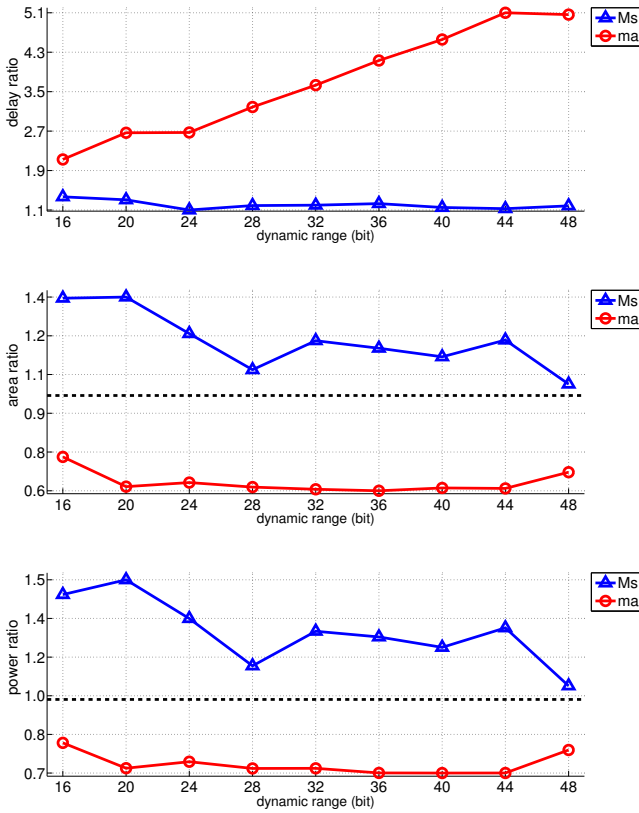 5.1
4.3
3.5
2.7
1.9
1.1
delay ratio
16 20 24 28 32 36 40 44 48
dynamic range (bit)
Ms
ma
1.4
1.2
1.1
0.9
0.8
0.6
area ratio
16 20 24 28 32 36 40 44 48
dynamic range (bit)
Ms
ma
1.5
1.4
1.2
1.0
0.8
0.7
power ratio
16 20 24 28 32 36 40 44 48
dynamic range (bit)
Ms
ma